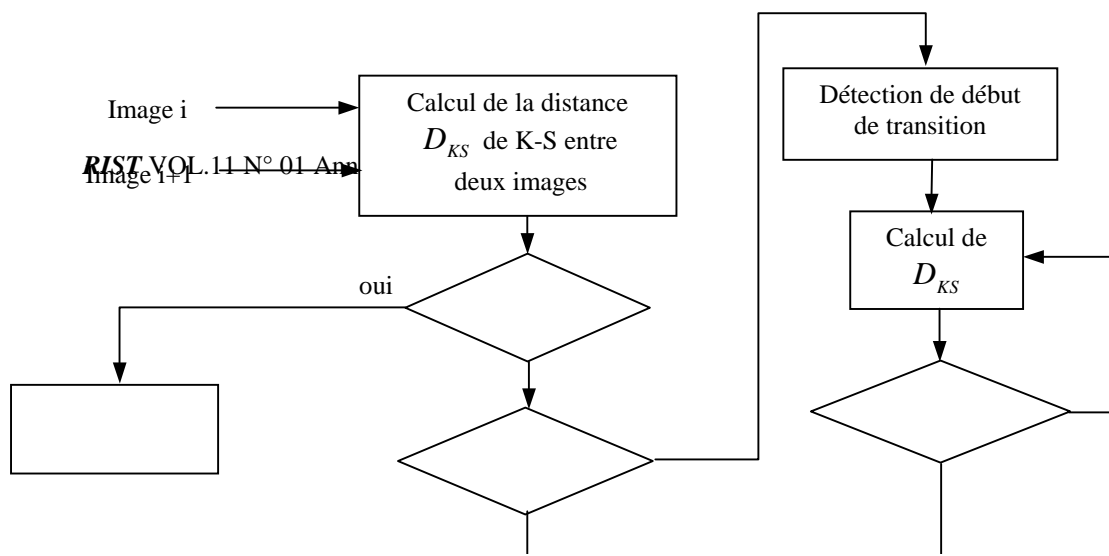 Image i
RIST VOL.11 N° 01 Ann
Image i+1
Calcul de la distance
D_KS de K-S entre
deux images
oui
Détection de début
de transition
Calcul de
D_KS